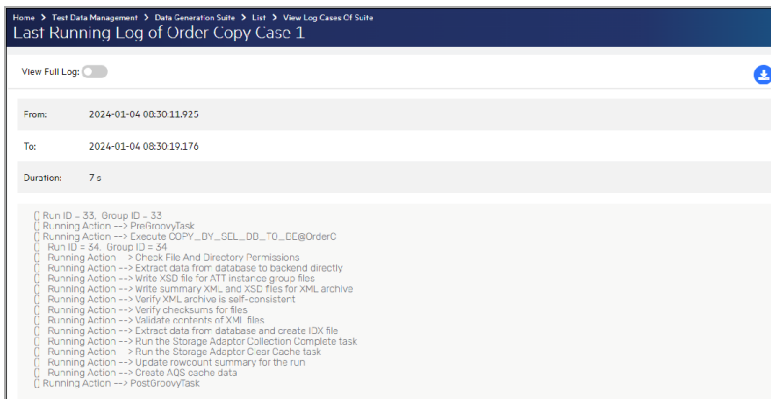 Home > Test Data Management > Data Generation Suite > List > View Log Cases Of Suite
Last Running Log of Order Copy Case 1
View Full Log:
From: 2024-01-04 08:30:11.925
To: 2024-01-04 08:30:19.176
Duration: 7 s
() Run ID = 33, Group ID = 33
() Running Action --> PreGroovyTask
() Running Action --> Execute COPY_BY_SEL_DB_TO_DE@OrderC
() Run ID = 34, Group ID = 34
() Running Action --> Check File And Directory Permissions
() Running Action --> Extract data from database to backend directly
() Running Action --> Write XSD file for ATT instance group files
() Running Action --> Write summary XML and XSD files for XML archive
() Running Action --> Verify XML archive is self-consistent
() Running Action --> Verify checksums for files
() Running Action --> Validate contents of XML files
() Running Action --> Extract data from database and create IDX file
() Running Action --> Run the Storage Adaptor Collection Complete task
() Running Action --> Run the Storage Adaptor Clear Cache task
() Running Action --> Update rowcount summary for the run
() Running Action --> Create AQS cache data
() Running Action --> PostGroovyTask